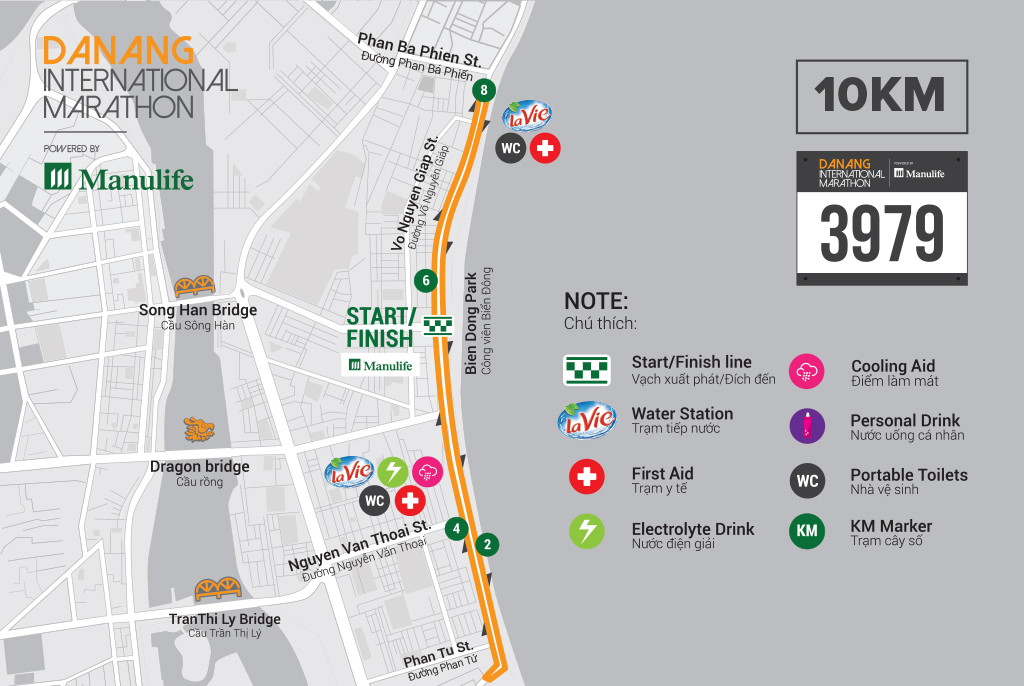 DANANG
INTERNATIONAL
MARATHON
POWERED BY
Manulife
Phan Ba Phien St.
Đường Phan Bá Phiến
8
laVie
WC
Vo Nguyen Giap St.
Đường Võ Nguyên Giáp
6
Song Han Bridge
Cầu Sông Hàn
START/
FINISH
Manulife
Bien Dong Park
Công viên Biển Đông
Dragon bridge
Cầu rồng
laVie
WC
4
2
Nguyen Van Thoai St.
Đường Nguyễn Văn Thoại
TranThi Ly Bridge
Cầu Trần Thị Lý
Phan Tu St.
Đường Phan Tứ
10KM
DANANG
INTERNATIONAL
MARATHON
POWERED BY
Manulife
3979
NOTE:
Chú thích:
Start/Finish line
Vạch xuất phát/Đích đến
laVie
Water Station
Trạm tiếp nước
First Aid
Trạm y tế
Electrolyte Drink
Nước điện giải
Cooling Aid
Điểm làm mát
Personal Drink
Nước uống cá nhân
WC
Portable Toilets
Nhà vệ sinh
KM
KM Marker
Trạm cây số